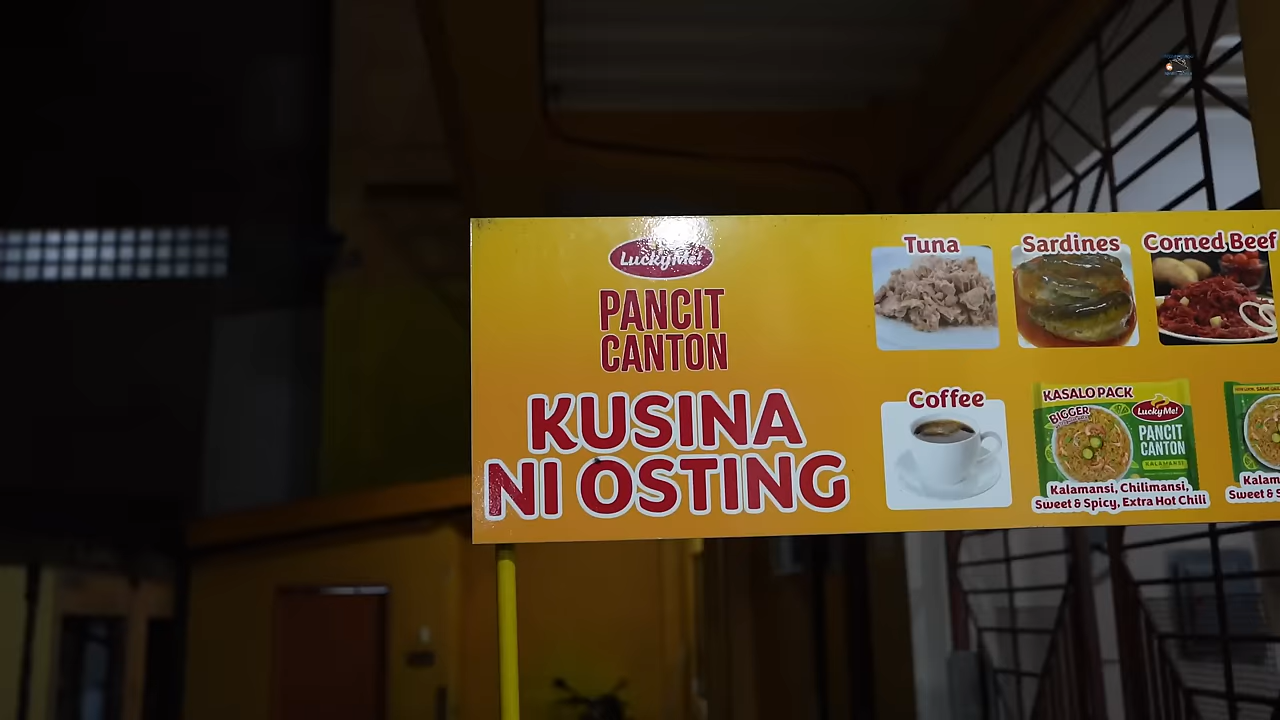 LuckyMe!
PANCIT
CANTON
KUSINA
NI OSTING
Tuna
Sardines
Corned Beef
Coffee
KASALO PACK
BIGGER
LuckyMe!
PANCIT
CANTON
KALAMANSI
Kalamansi, Chilimansi,
Sweet & Spicy, Extra Hot Chili
Kalam
Sweet & S